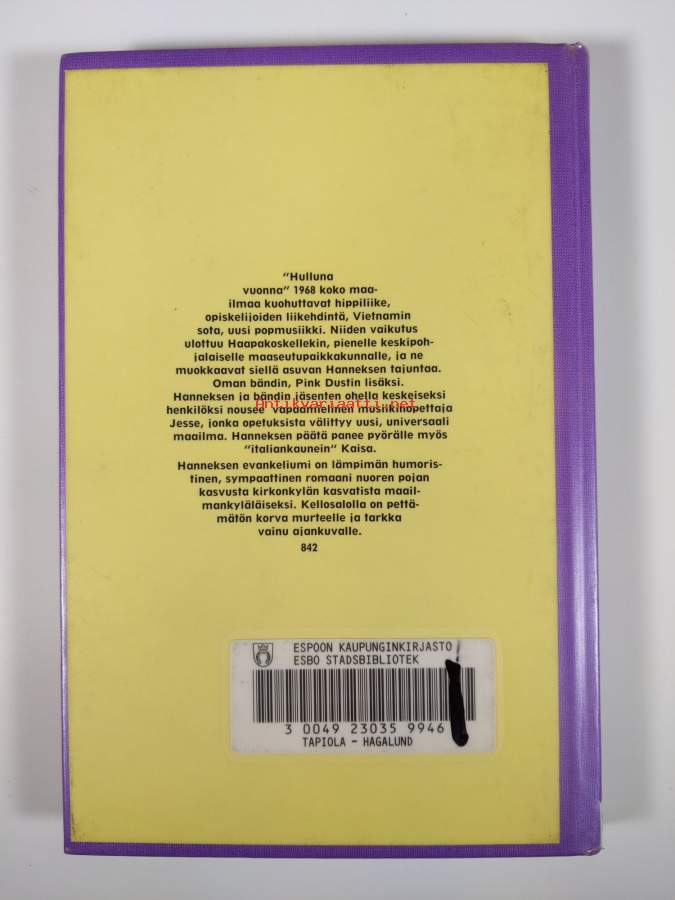 "Hulluna
vuonna" 1968 koko maa-
ilmaa kuohuttavat hippiliike,
opiskelijoiden liikehdintä, Vietnamin
sota, uusi popmusiikki. Niiden vaikutus
ulottuu Haapakoskellekin, pienelle keskipoh-
jalaiselle maaseutupaikkakunnalle, ja ne
muokkaavat siellä asuvan Hanneksen tajuntaa.
Oman bändin, Pink Dustin lisäksi.
Hanneksen ja bändin jäsenten ohella keskeiseksi
Antikvariaatti.net
henkilöksi nousee vapaamielinen musiikinopettaja
Jesse, jonka opetuksista välittyy uusi, universaali
maailma. Hanneksen päätä panee pyörälle myös
"italiankaunein" Kaisa.
Hanneksen evankeliumi on lämpimän humoris-
tinen, sympaattinen romaani nuoren pojan
kasvusta kirkonkylän kasvatista maail-
mankyläläiseksi. Kellosalolla on pettä-
mätön korva murteelle ja tarkka
vainu ajankuvalle.
842
ESPOON KAUPUNGINKIRJASTO
ESBO STADSBIBLIOTEK
3 0049 23035 9946
TAPIOLA - HAGALUND